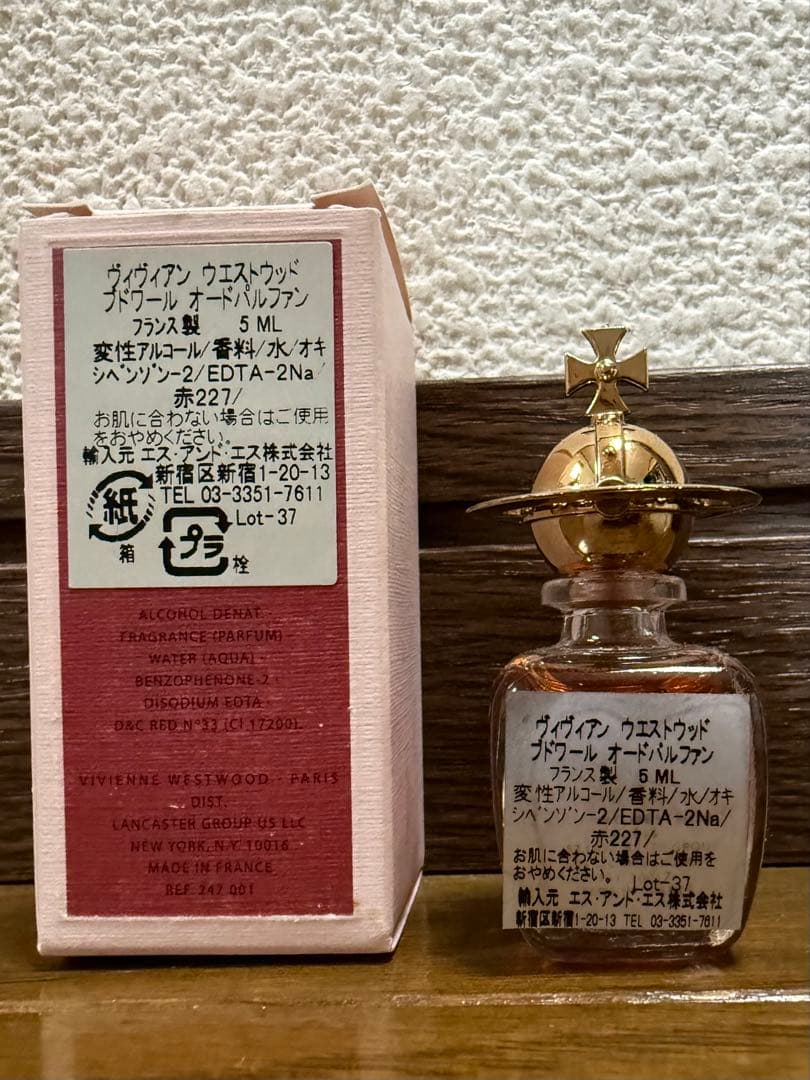 ヴィヴィアン ウエストウッド
ブドワール オードパルファン
フランス製 5 ML
変性アルコール/香料/水/オキ
シベンゾン-2/EDTA-2Na/
赤227/
お肌に合わない場合はご使用
をおやめください。
輸入元 エス・アンド・エス株式会社
新宿区新宿1-20-13
TEL 03-3351-7611
Lot-37
紙
箱
プラ
栓
ALCOHOL DENAT. ·
FRAGRANCE (PARFUM) ·
WATER (AQUA) ·
BENZOPHENONE-2 ·
DISODIUM EDTA ·
D&C RED N°33 (CI 17200).
VIVIENNE WESTWOOD - PARIS
DIST.
LANCASTER GROUP US LLC
NEW YORK, N.Y. 10016
MADE IN FRANCE
REF. 247 001
ヴィヴィアン ウエストウッド
ブドワール オードパルファン
フランス製 5 ML
変性アルコール/香料/水/オキ
シベンゾン-2/EDTA-2Na/
赤227/
お肌に合わない場合はご使用を
おやめください。 Lot-37
輸入元 エス・アンド・エス株式会社
新宿区新宿1-20-13 TEL 03-3351-7611